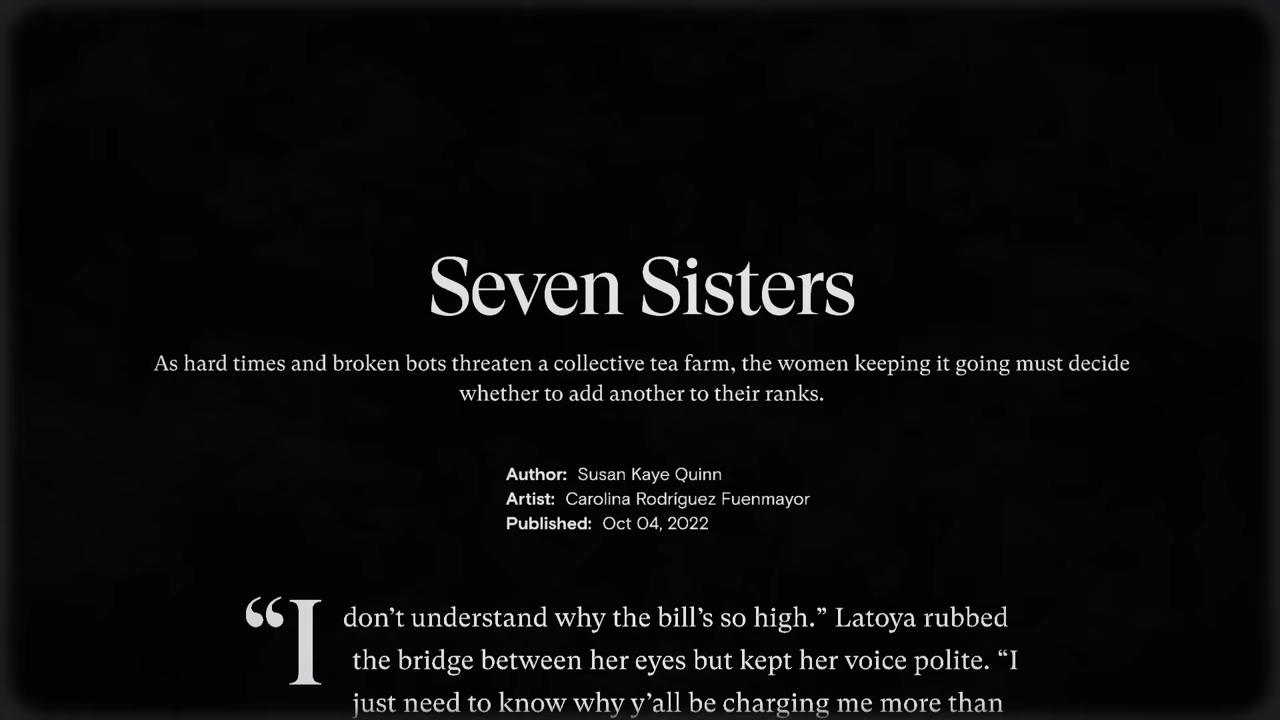 Seven Sisters
As hard times and broken bots threaten a collective tea farm, the women keeping it going must decide
whether to add another to their ranks.
Author: Susan Kaye Quinn
Artist: Carolina Rodríguez Fuenmayor
Published: Oct 04, 2022
“I don’t understand why the bill’s so high.” Latoya rubbed
the bridge between her eyes but kept her voice polite. “I
just need to know why y’all be charging me more than